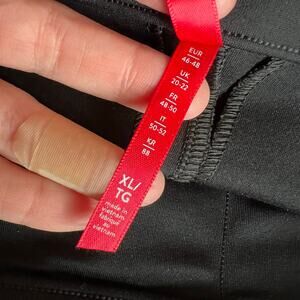 EUR
46-48
UK
20-22
FR
48-50
IT
50-52
KR
88
XL/
TG
made in
vietnam
fabriqué
au
vietnam